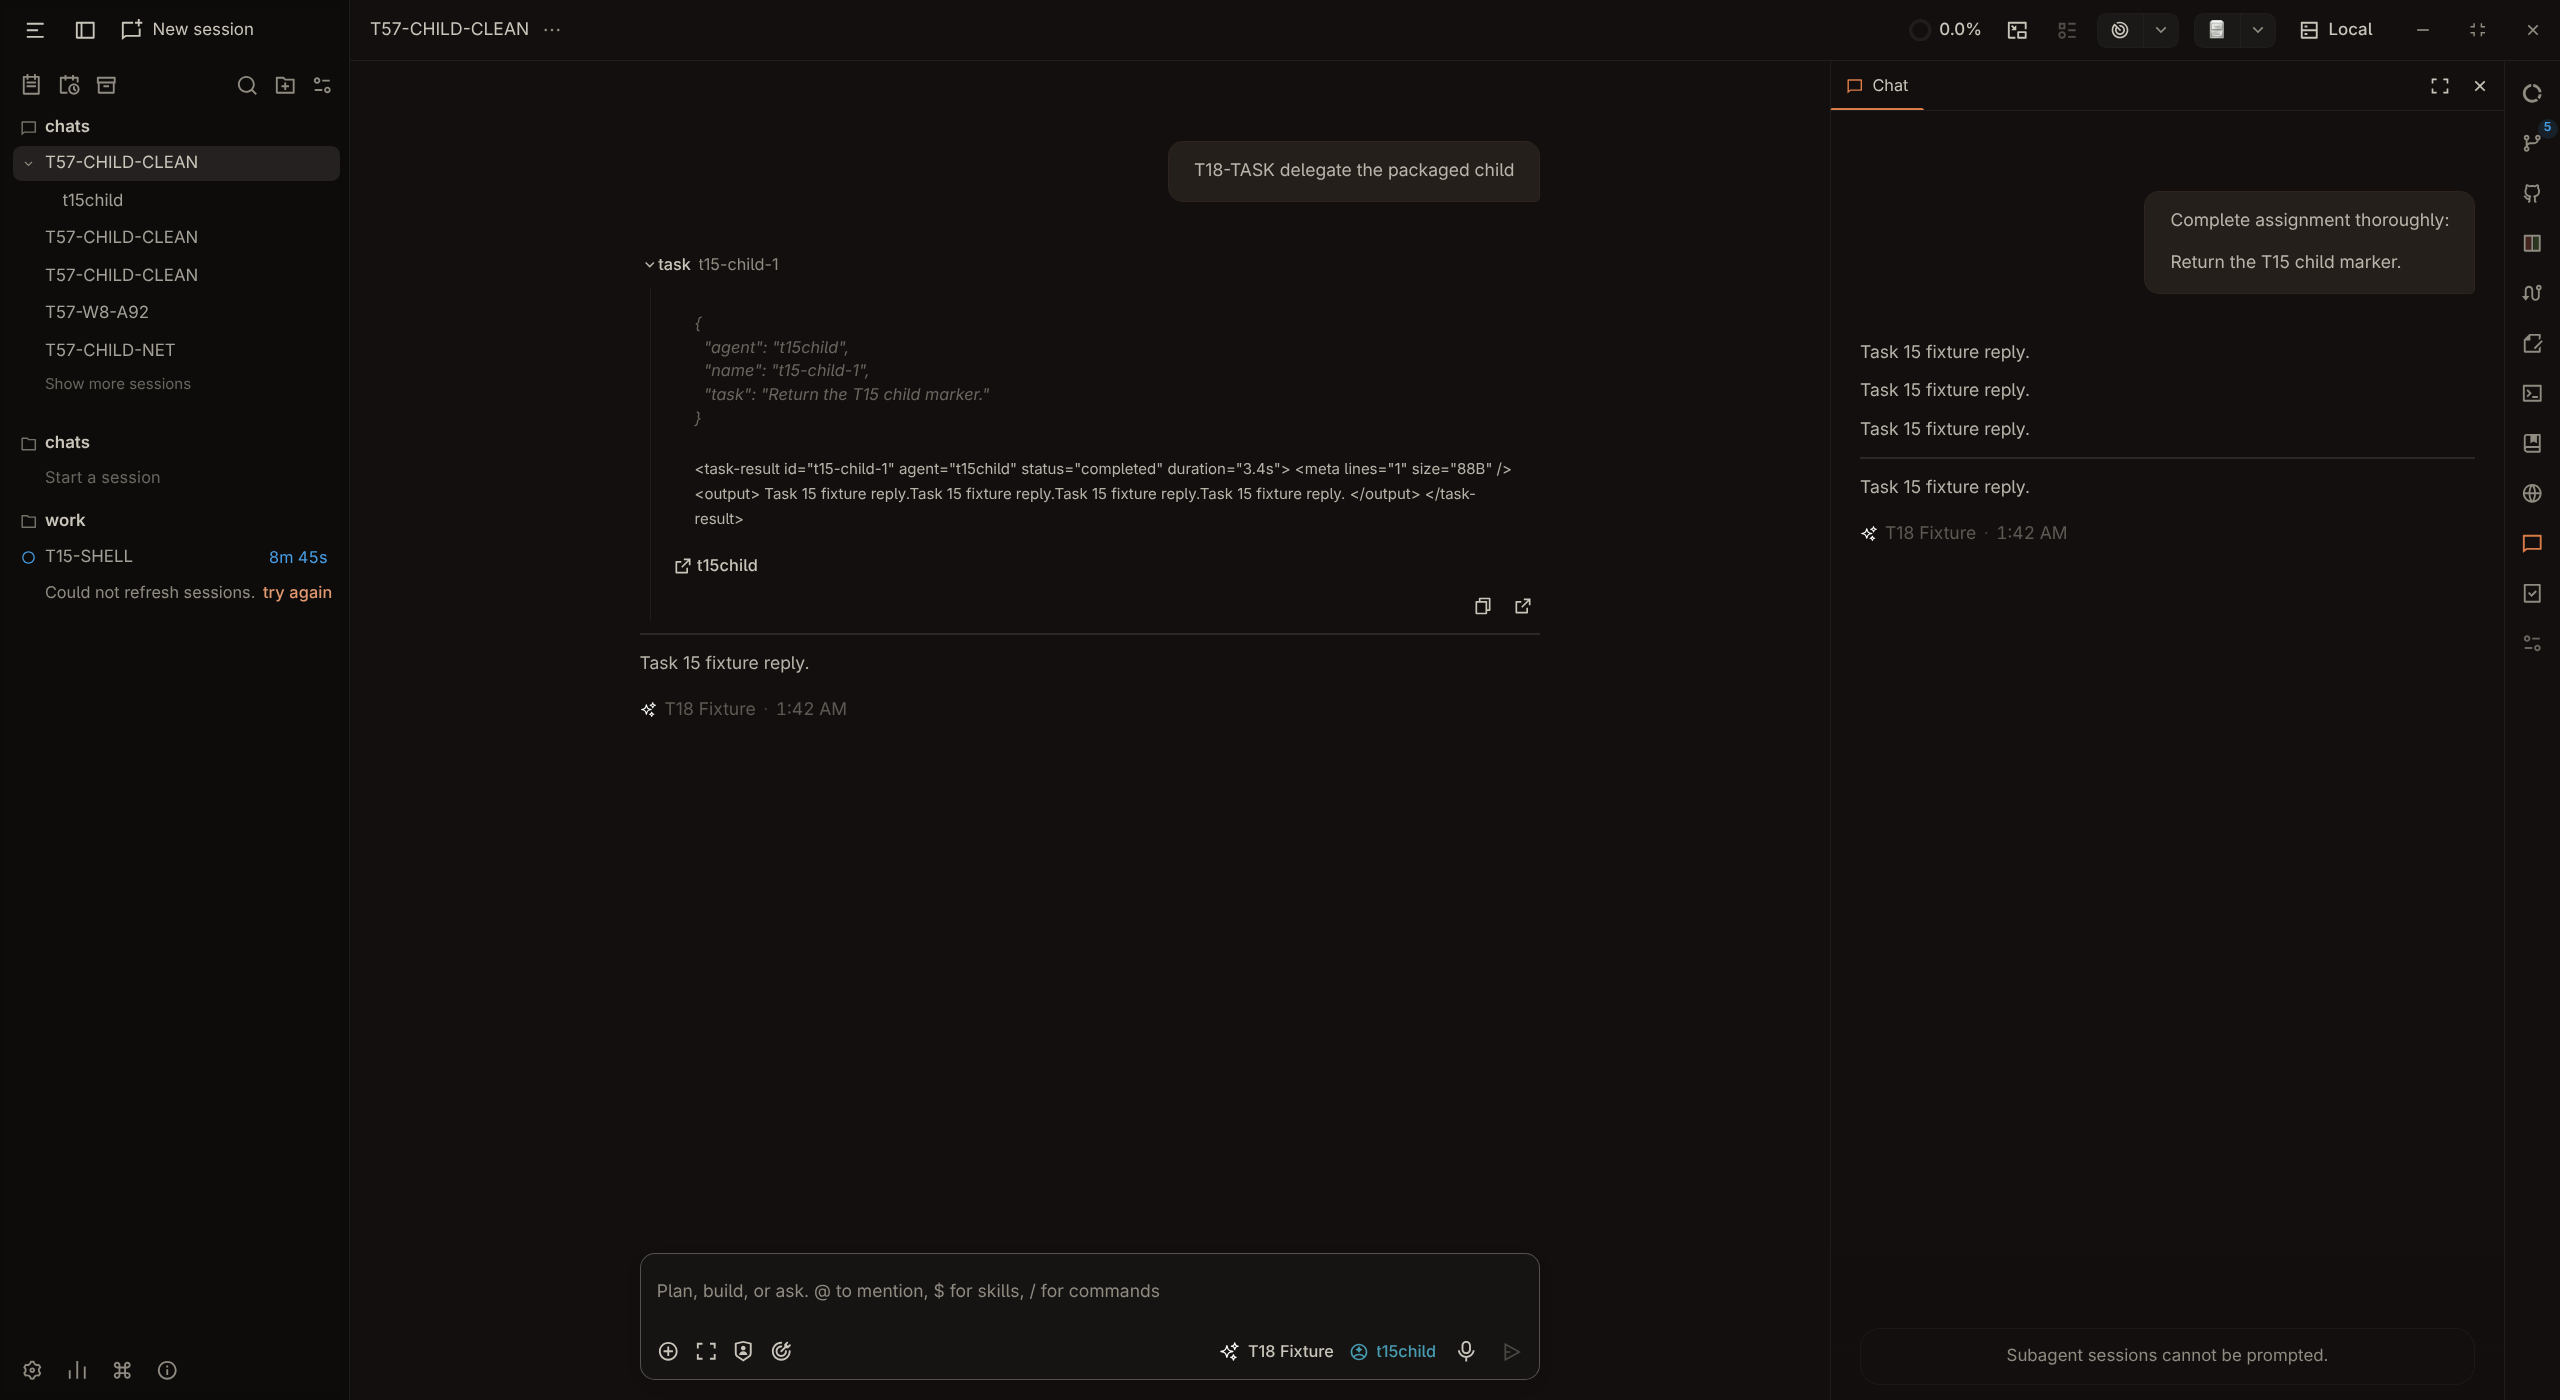 New session
T57-CHILD-CLEAN ···
0.0%
Local
chats
T57-CHILD-CLEAN
t15child
T57-CHILD-CLEAN
T57-CHILD-CLEAN
T57-W8-A92
T57-CHILD-NET
Show more sessions
chats
Start a session
work
T15-SHELL 8m 45s
Could not refresh sessions. try again
T18-TASK delegate the packaged child
task t15-child-1
{
"agent": "t15child",
"name": "t15-child-1",
"task": "Return the T15 child marker."
}
<task-result id="t15-child-1" agent="t15child" status="completed" duration="3.4s"> <meta lines="1" size="88B" />
<output> Task 15 fixture reply.Task 15 fixture reply.Task 15 fixture reply.Task 15 fixture reply. </output> </task-
result>
t15child
Task 15 fixture reply.
T18 Fixture · 1:42 AM
Plan, build, or ask. @ to mention, $ for skills, / for commands
T18 Fixture
t15child
Chat
Complete assignment thoroughly:
Return the T15 child marker.
Task 15 fixture reply.
Task 15 fixture reply.
Task 15 fixture reply.
Task 15 fixture reply.
T18 Fixture · 1:42 AM
Subagent sessions cannot be prompted.
5